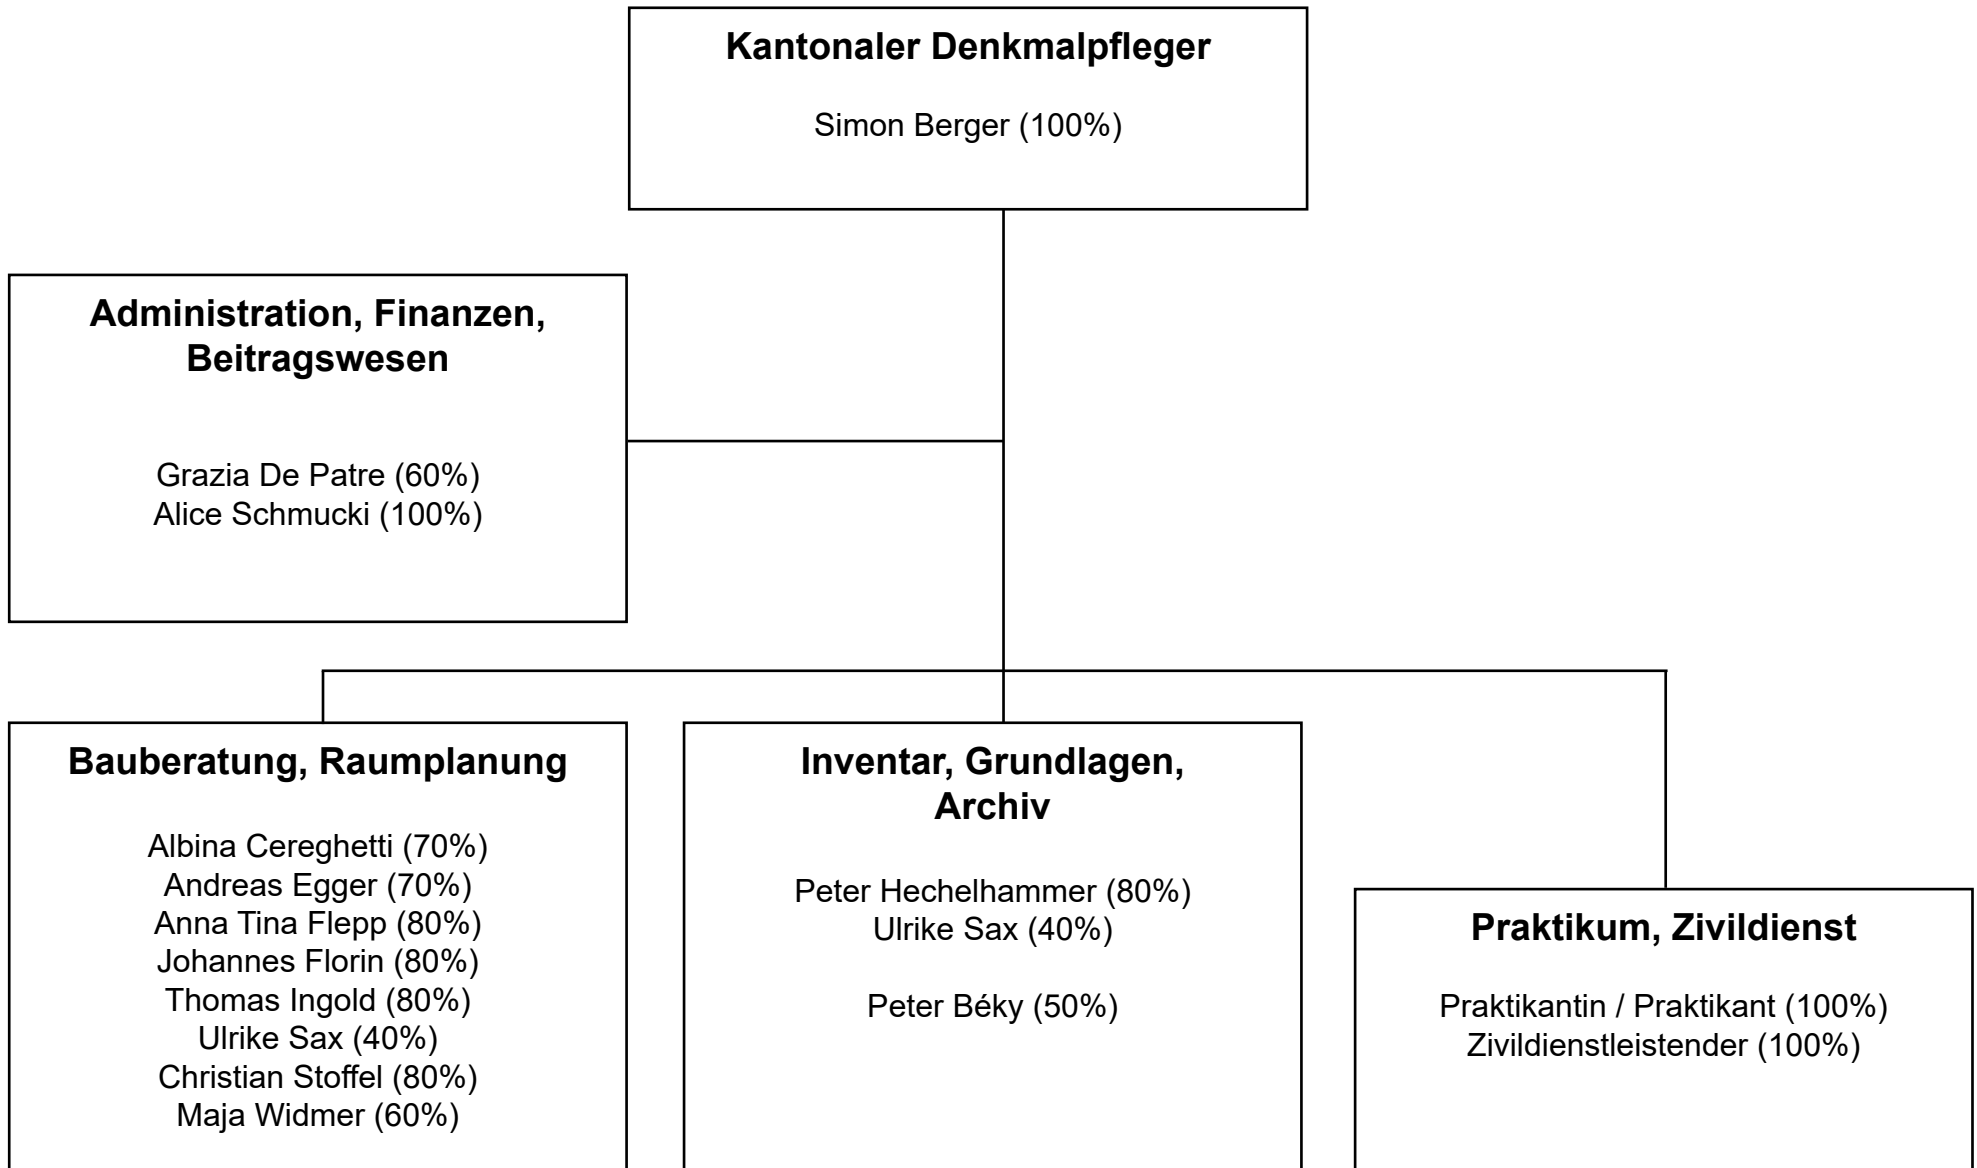 Kantonaler Denkmalpfleger
Simon Berger (100%)
Administration, Finanzen,
Beitragswesen
Grazia De Patre (60%)
Alice Schmucki (100%)
Bauberatung, Raumplanung
Albina Cereghetti (70%)
Andreas Egger (70%)
Anna Tina Flepp (80%)
Johannes Florin (80%)
Thomas Ingold (80%)
Ulrike Sax (40%)
Christian Stoffel (80%)
Maja Widmer (60%)
Inventar, Grundlagen,
Archiv
Peter Hechelhammer (80%)
Ulrike Sax (40%)
Peter Béky (50%)
Praktikum, Zivildienst
Praktikantin / Praktikant (100%)
Zivildienstleistender (100%)